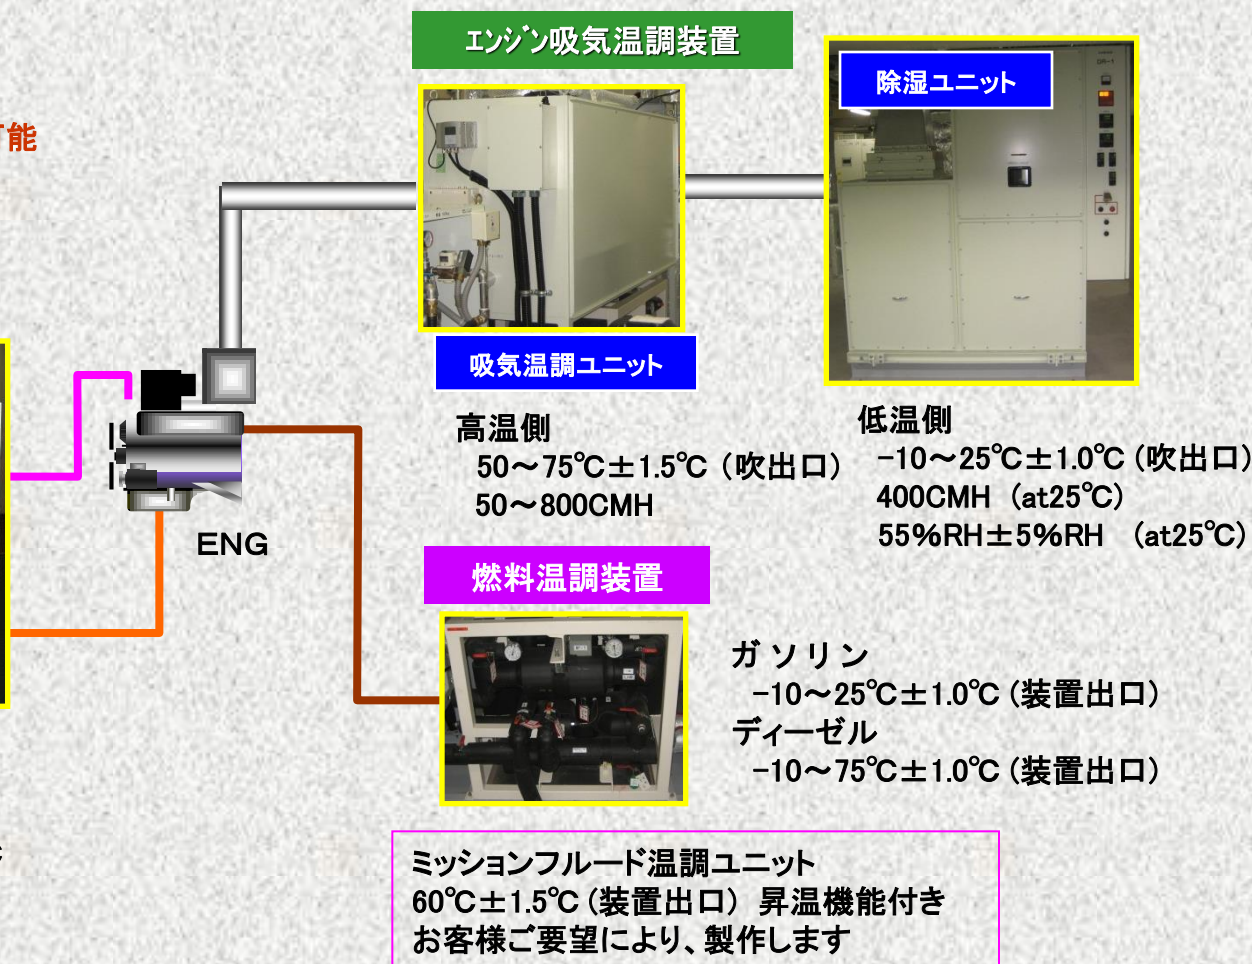 エンジン吸気温調装置
除湿ユニット
能
吸気温調ユニット
高温側
50～75℃±1.5℃（吹出口）
50～800CMH
低温側
-10～25℃±1.0℃（吹出口）
400CMH（at25℃）
55%RH±5%RH （at25℃）
ENG
燃料温調装置
ガソリン
-10～25℃±1.0℃（装置出口）
ディーゼル
-10～75℃±1.0℃（装置出口）
ミッションフルード温調ユニット
60℃±1.5℃（装置出口）昇温機能付き
お客様ご要望により、製作します